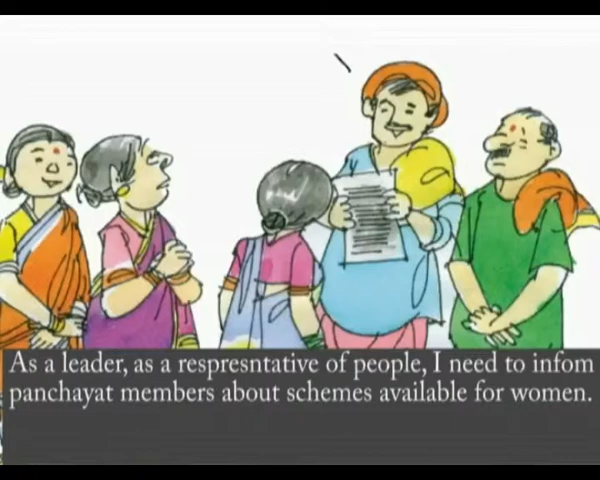 As a leader, as a respresntative of people, I need to infom
panchayat members about schemes available for women.